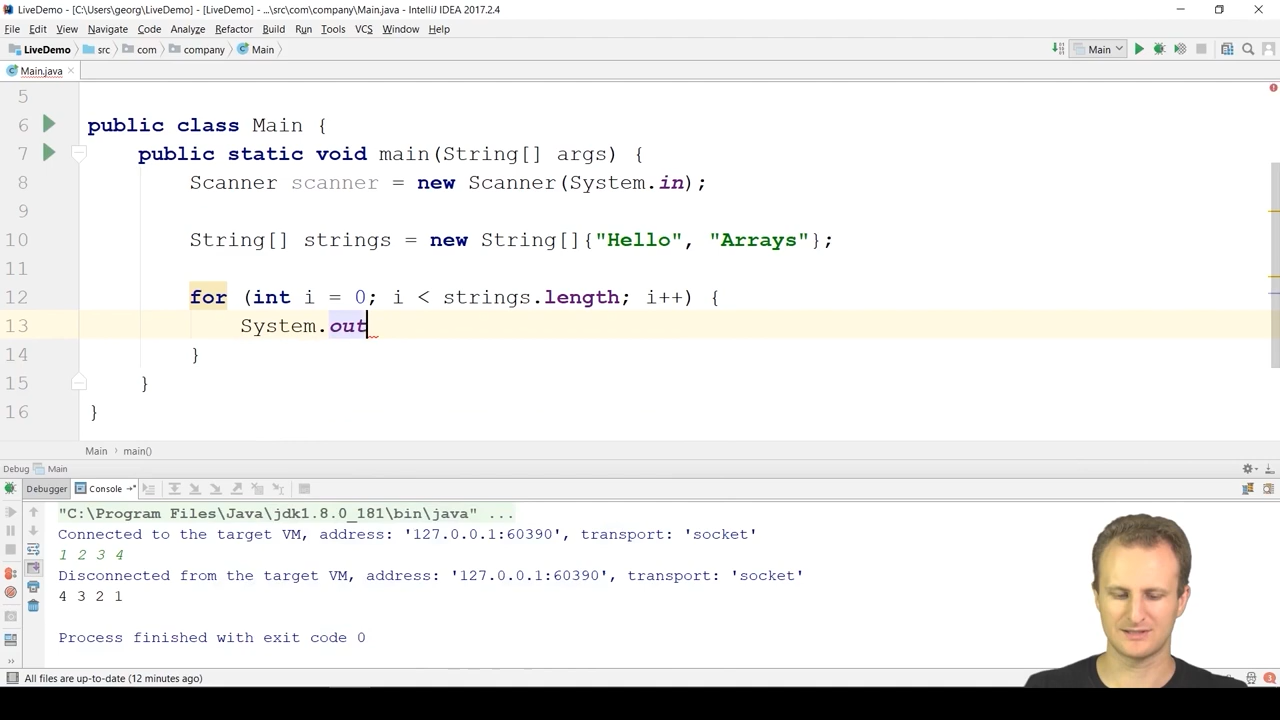 LiveDemo - [C:\Users\georg\LiveDemo] - [LiveDemo] - ...\src\com\company\Main.java - IntelliJ IDEA 2017.2.4
File Edit View Navigate Code Analyze Refactor Build Run Tools VCS Window Help
LiveDemo src com company Main Main
Main.java
5
6 public class Main {
7 public static void main(String[] args) {
8 Scanner scanner = new Scanner(System.in);
9
10 String[] strings = new String[]{"Hello", "Arrays"};
11
12 for (int i = 0; i < strings.length; i++) {
13 System.out
14 }
15 }
16 }
Main main()
Debug Main
Debugger Console
"C:\Program Files\Java\jdk1.8.0_181\bin\java" ...
Connected to the target VM, address: '127.0.0.1:60390', transport: 'socket'
1 2 3 4
Disconnected from the target VM, address: '127.0.0.1:60390', transport: 'socket'
4 3 2 1
Process finished with exit code 0
All files are up-to-date (12 minutes ago)